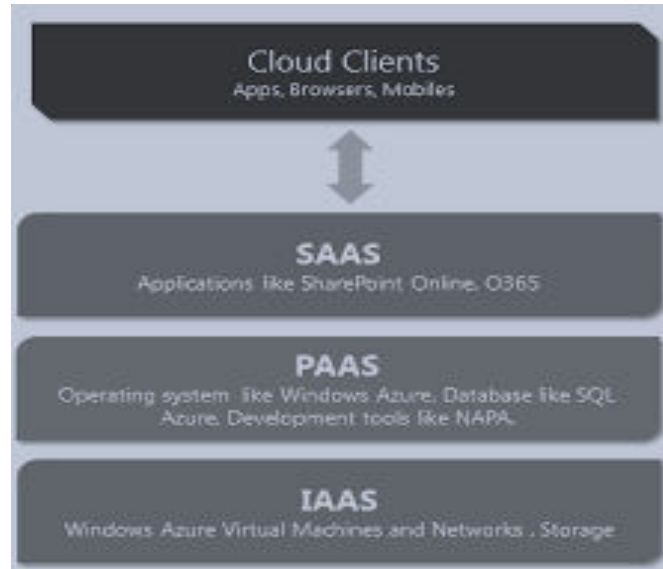 Cloud Clients
Apps, Browsers, Mobiles
SAAS
Applications like SharePoint Online, O365
PAAS
Operating system like Windows Azure, Database like SQL
Azure, Development tools like NAPA.
IAAS
Windows Azure Virtual Machines and Networks , Storage